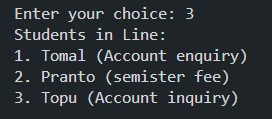 Enter your choice: 3
Students in Line:
1. Tomal (Account enquiry)
2. Pranto (semister fee)
3. Topu (Account inquiry)